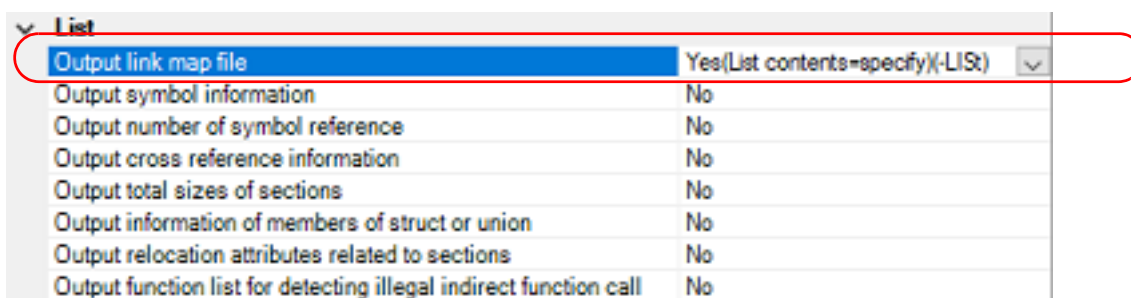 List
Output link map file Yes(List contents=specify)(-LISt)
Output symbol information No
Output number of symbol reference No
Output cross reference information No
Output total sizes of sections No
Output information of members of struct or union No
Output relocation attributes related to sections No
Output function list for detecting illegal indirect function call No